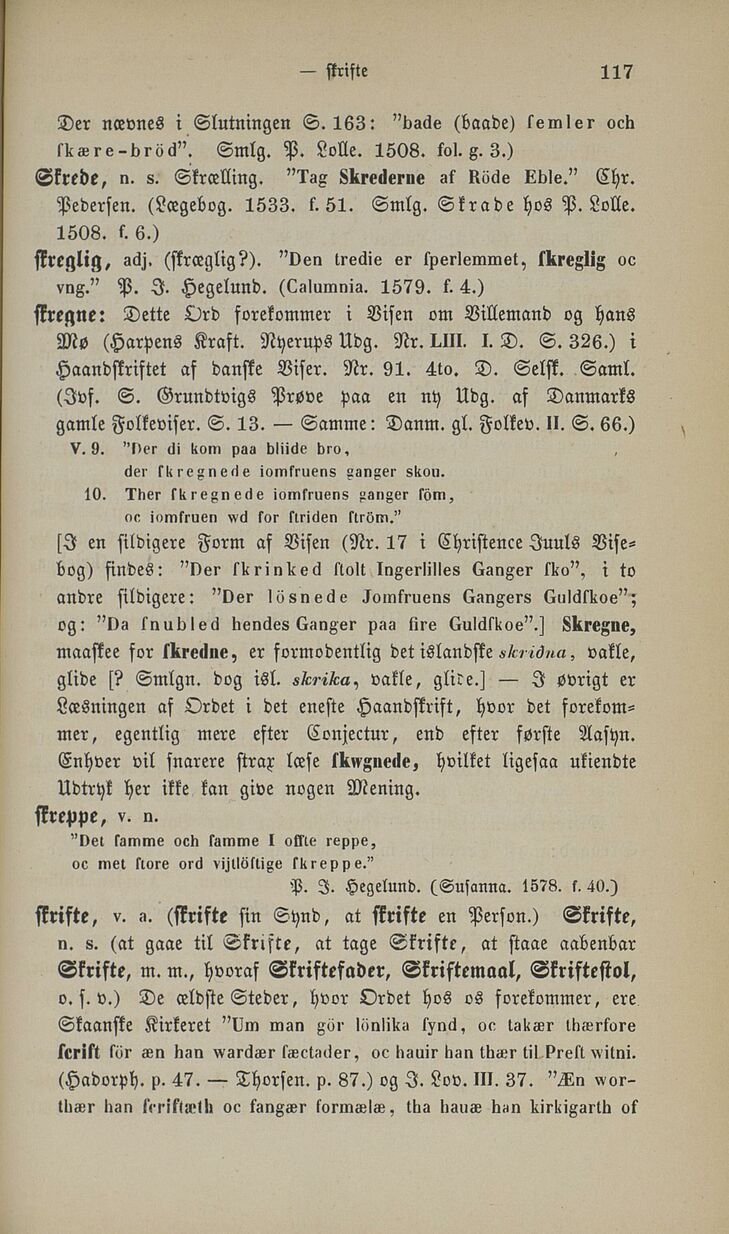 — skrifte 117
Der nævnes i Slutningen S. 163: "bade (baade) semler och
skære-bröd". Smlg. P. Lolle. 1508. fol. g. 3.)
Skrede, n. s. Skrælling. "Tag Skrederne af Röde Eble." Chr.
Pedersen. (Lægebog. 1533. f. 51. Smlg. Skrade hos P. Lolle.
1508. f. 6.)
skreglig, adj. (skræglig?). "Den tredie er sperlemmet, skreglig oc
vng." P. J. Hegelund. (Calumnia. 1579. f. 4.)
skregne: Dette Ord forekommer i Visen om Villemand og hans
Mø (Harpens Kraft. Nyerups Udg. Nr. LIII. I. D. S. 326.) i
Haandskriftet af danske Viser. Nr. 91. 4to. D. Selsk. Saml.
(Jvf. S. Grundtvigs Prøve paa en ny Udg. af Danmarks
gamle Folkeviser. S. 13. — Samme: Danm. gl. Folkev. II. S. 66.)
V. 9. "Der di kom paa bliide bro,
der skregnede iomfruens ganger skou.
10. Ther skregnede iomfruens ganger föm,
oc iomfruen wd for striden ström."
[I en sildigere Form af Visen (Nr. 17 i Christence Juuls Vise-
bog) findes: "Der skrinked stolt Ingerlilles Ganger sko", i to
andre sildigere: "Der lösnede Jomfruens Gangers Guldskoe";
og: "Da snubled hendes Ganger paa fire Guldskoe".] Skregne,
maaskee for skredne, er formodentlig det islandske skriðna, vakle,
glide [? Smlgn. dog isl. skrika, vakle, glide.] — I øvrigt er
Læsningen af Ordet i det eneste Haandskrift, hvor det forekom-
mer, egentlig mere efter Conjectur, end efter første Aasyn.
Enhver vil snarere strax læse skwgnede, hvilket ligesaa ukiendte
Udtryk her ikke kan give nogen Mening.
skreppe, v. n.
"Det samme och samme I offte reppe,
oc met store ord vijtlöftige skreppe."
P. J. Hegelund. (Susanna. 1578. f. 40.)
skrifte, v. a. (skrifte sin Synd, at skrifte en Person.) Skrifte,
n. s. (at gaae til Skrifte, at tage Skrifte, at staae aabenbar
Skrifte, m. m., hvoraf Skriftefader, Skriftemaal, Skriftestol,
o. s. v.) De ældste Steder, hvor Ordet hos os forekommer, ere
Skaanske Kirkeret "Um man gör lönlika synd, oc takær thærfore
scrift för æn han wardær sæctader, oc hauir han thær til Prest witni.
(Hadorph. p. 47. — Thorsen. p. 87.) og J. Lov. III. 37. "Æn wor-
thær han scriftæth oc fangær formælæ, tha hauæ han kirkigarth of